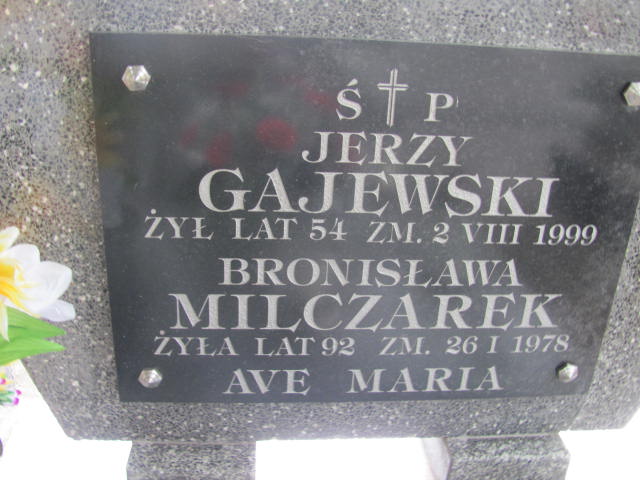 Ś P
JERZY
GAJEWSKI
ŻYŁ LAT 54 ZM. 2 VIII 1999
BRONISŁAWA
MILCZAREK
ŻYŁA LAT 92 ZM. 26 I 1978
AVE MARIA